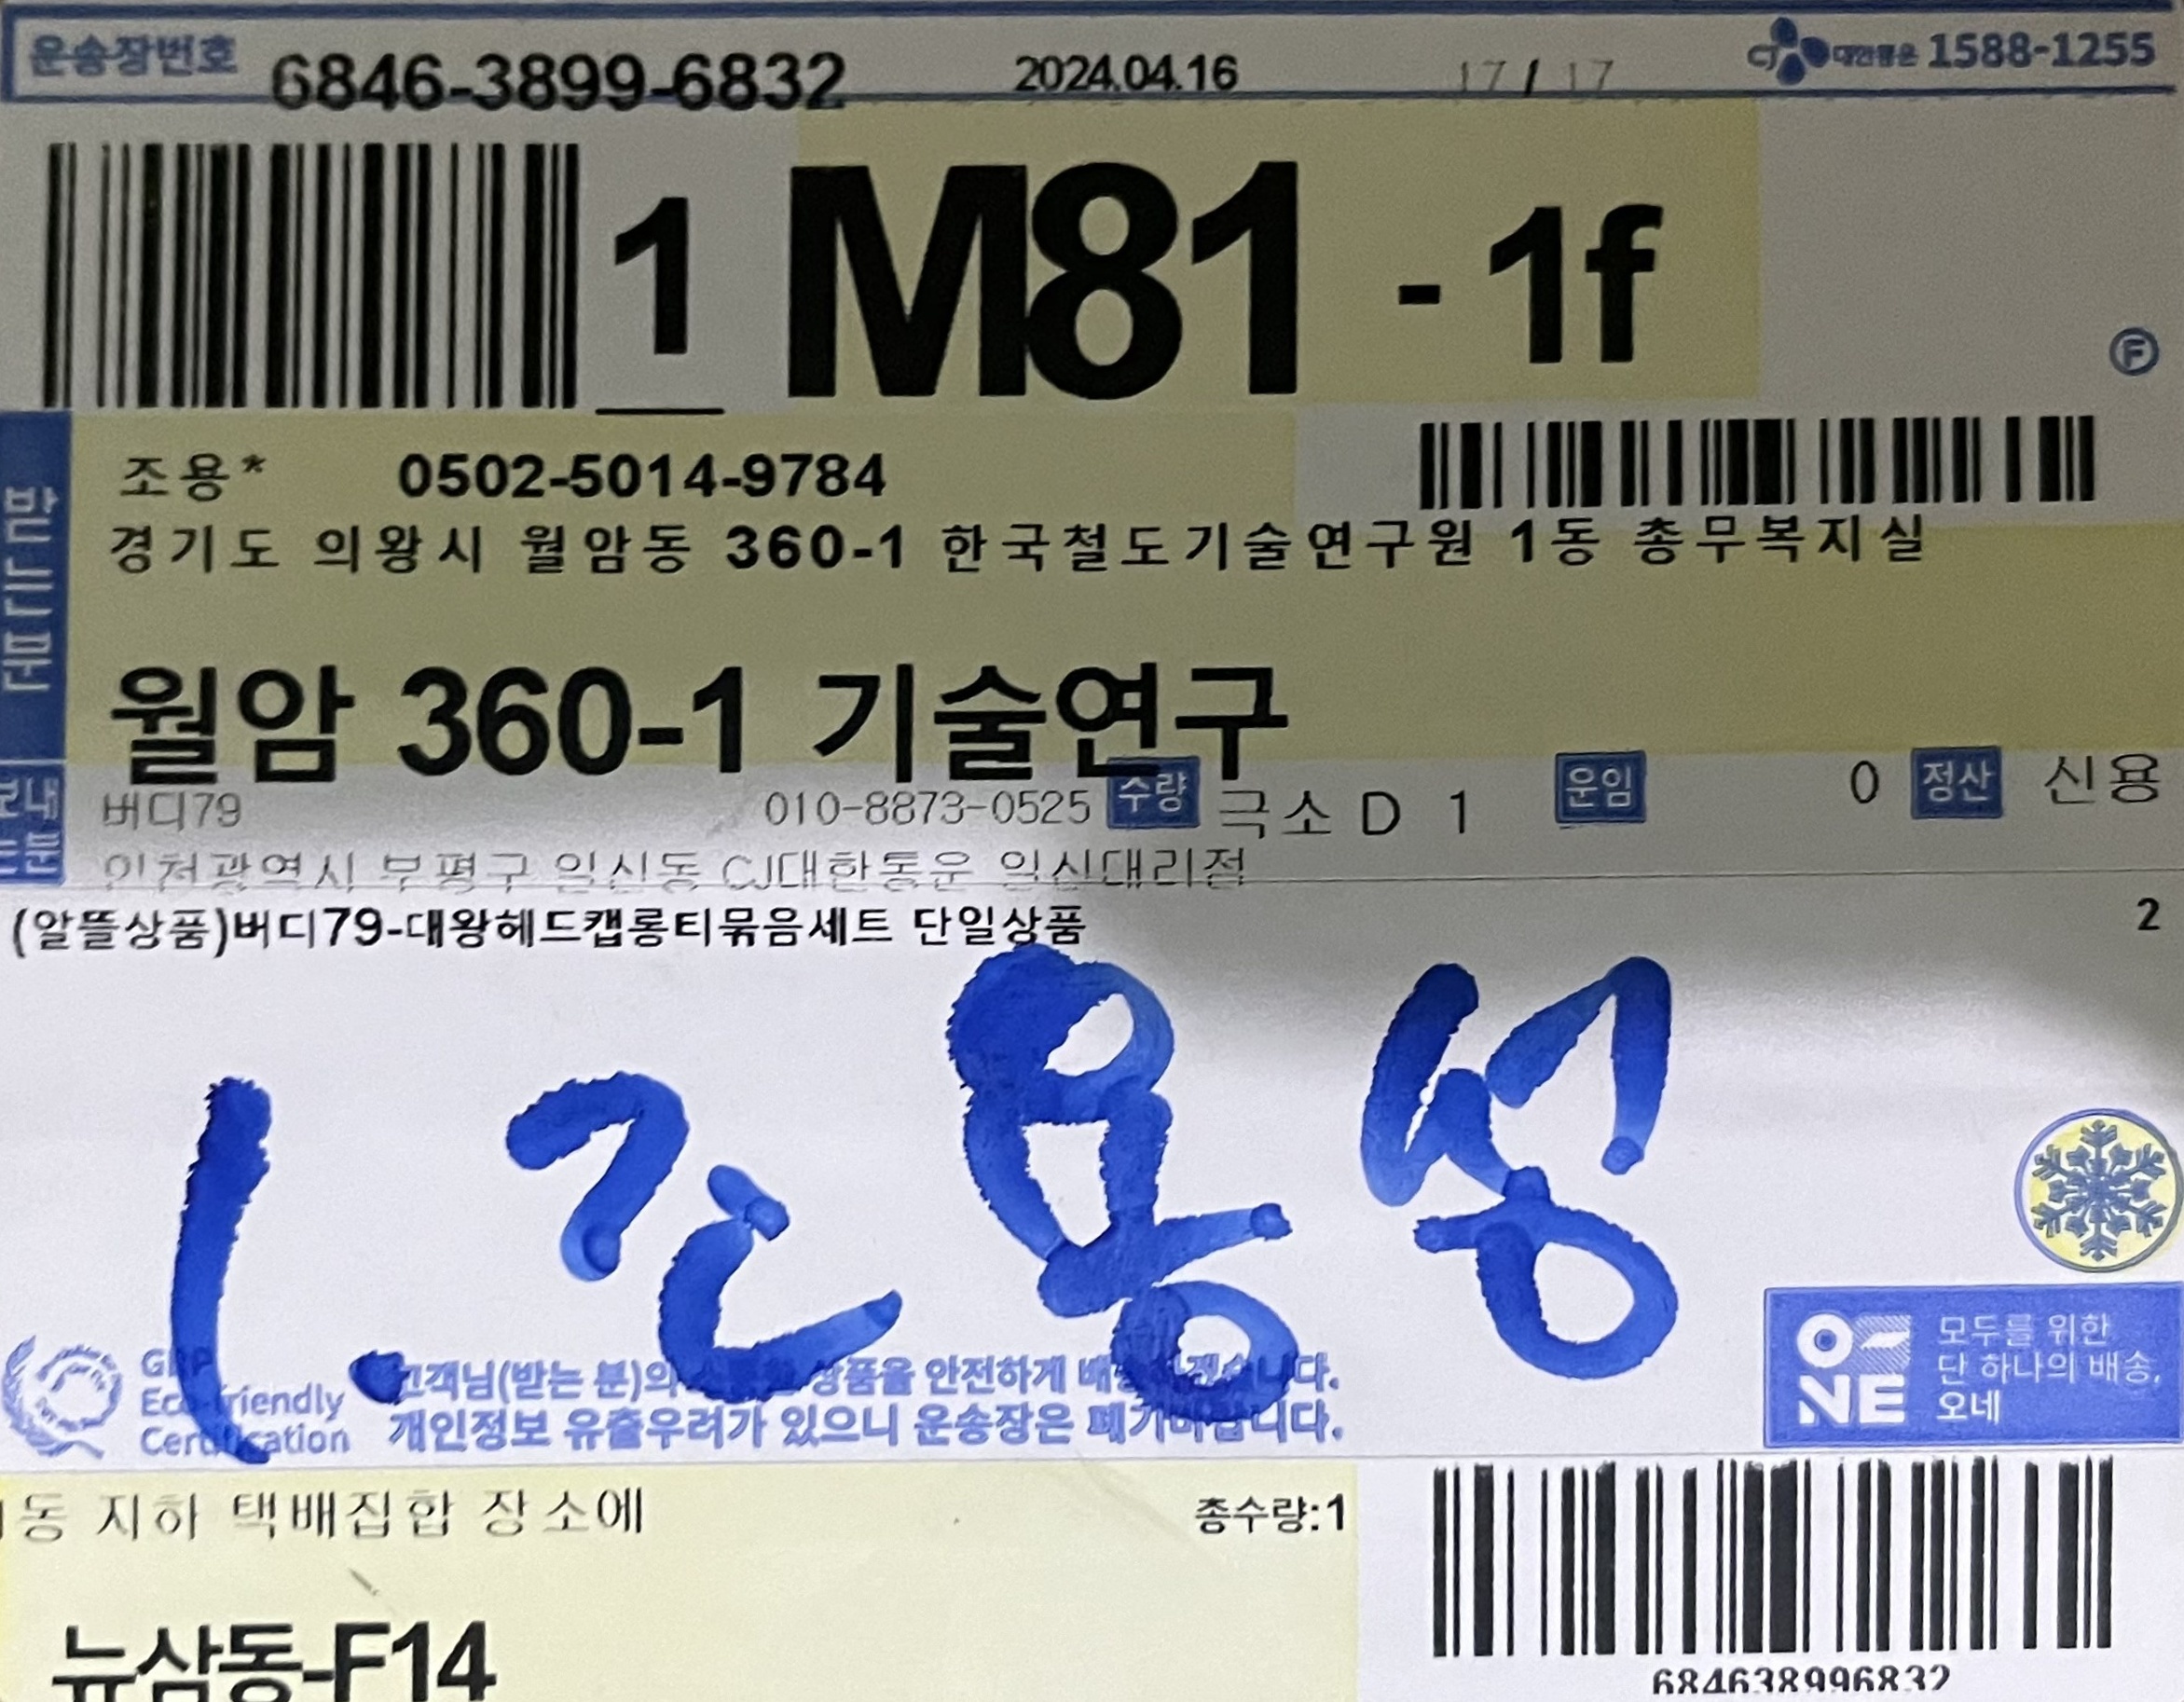 운송장번호 6846-3899-6832 2024.04.16 17 / 17 CJ대한통운 1588-1255
1 M81 - 1f
F
받는분
조용* 0502-5014-9784
경기도 의왕시 월암동 360-1 한국철도기술연구원 1동 총무복지실
월암 360-1 기술연구
보내는분
버디79 010-8873-0525 수량 극소 D 1 운임 0 정산 신용
인천광역시 부평구 일신동 CJ대한통운 일신대리점
(알뜰상품)버디79-대왕헤드캡롱티묶음세트 단일상품 2
1. 조용성
GRP
Eco-friendly
Certification
고객님(받는 분)의 상품을 안전하게 배송하겠습니다.
개인정보 유출우려가 있으니 운송장은 폐기바랍니다.
ONE
모두를 위한
단 하나의 배송,
오네
동 지하 택배집합 장소에 총수량:1
뉴삼동-F14
684638996832